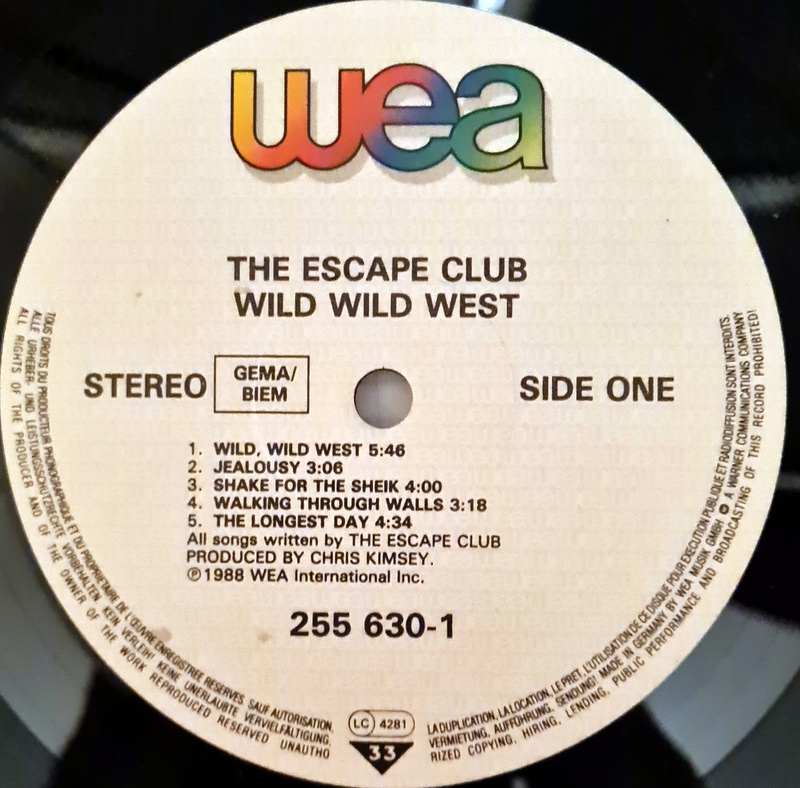 wea
THE ESCAPE CLUB
WILD WILD WEST
STEREO GEMA/ BIEM SIDE ONE
1. WILD, WILD WEST 5:46
2. JEALOUSY 3:06
3. SHAKE FOR THE SHEIK 4:00
4. WALKING THROUGH WALLS 3:18
5. THE LONGEST DAY 4:34
All songs written by THE ESCAPE CLUB
PRODUCED BY CHRIS KIMSEY.
℗1988 WEA International Inc.
255 630-1
LC 4281
33
TOUS DROITS DU PRODUCTEUR PHONOGRAPHIQUE ET DU PROPRIETAIRE DE L'ŒUVRE ENREGISTREE RESERVES SAUF AUTORISATION,
LA DUPLICATION, LA LOCATION, LE PRET, L'UTILISATION DE CE DISQUE POUR EXECUTION PUBLIQUE ET RADIODIFFUSION SONT INTERDITS.
ALLE URHEBER- UND LEISTUNGSSCHUTZRECHTE VORBEHALTEN. KEIN VERLEIH! KEINE UNERLAUBTE VERVIELFÄLTIGUNG,
VERMIETUNG, AUFFÜHRUNG, SENDUNG! MADE IN GERMANY BY WEA MUSIK GMBH A WARNER COMMUNICATIONS COMPANY
ALL RIGHTS OF THE PRODUCER AND OF THE OWNER OF THE WORK REPRODUCED RESERVED UNAUTHO
RIZED COPYING, HIRING, LENDING, PUBLIC PERFORMANCE AND BROADCASTING OF THIS RECORD PROHIBITED!